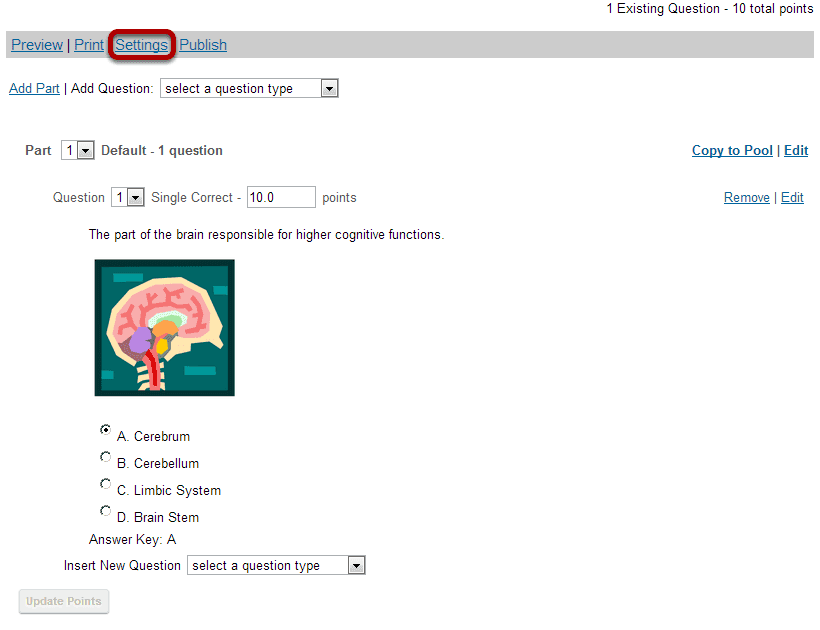 1 Existing Question - 10 total points
Preview | Print | Settings | Publish
Add Part | Add Question: select a question type
Part 1 Default - 1 question Copy to Pool | Edit
Question 1 Single Correct - 10.0 points Remove | Edit
The part of the brain responsible for higher cognitive functions.
A. Cerebrum
B. Cerebellum
C. Limbic System
D. Brain Stem
Answer Key: A
Insert New Question select a question type
Update Points